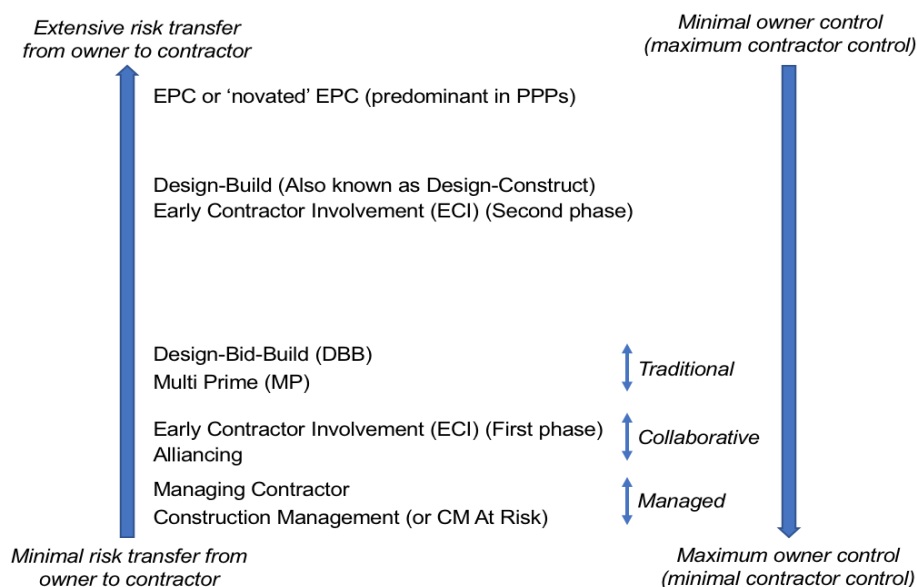 Extensive risk transfer
from owner to contractor
Minimal owner control
(maximum contractor control)
EPC or ‘novated’ EPC (predominant in PPPs)
Design-Build (Also known as Design-Construct)
Early Contractor Involvement (ECI) (Second phase)
Design-Bid-Build (DBB)
Multi Prime (MP)
Traditional
Early Contractor Involvement (ECI) (First phase)
Alliancing
Collaborative
Managing Contractor
Construction Management (or CM At Risk)
Managed
Minimal risk transfer from
owner to contractor
Maximum owner control
(minimal contractor control)